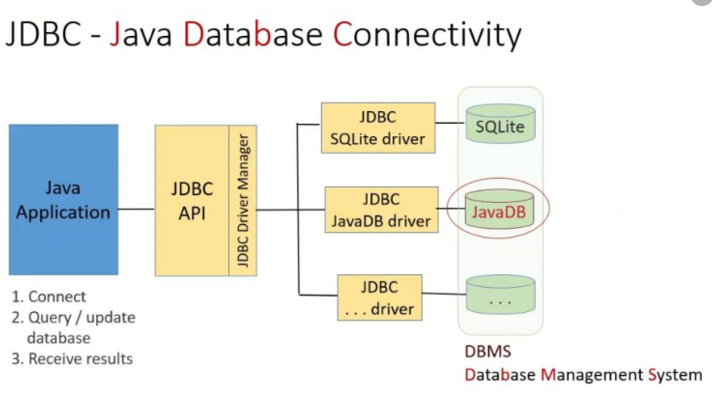 JDBC - Java Database Connectivity
Java
Application
JDBC
API
JDBC Driver Manager
JDBC
SQLite driver
SQLite
JDBC
JavaDB driver
JavaDB
JDBC
... driver
...
1. Connect
2. Query / update
database
3. Receive results
DBMS
Database Management System